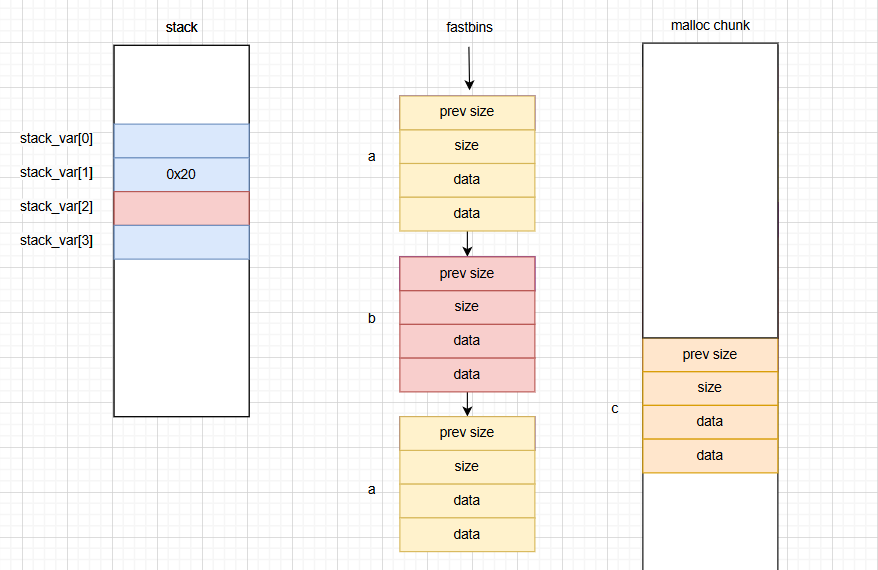 stack
stack_var[0]
stack_var[1]
0x20
stack_var[2]
stack_var[3]
fastbins
a
prev size
size
data
data
b
prev size
size
data
data
a
prev size
size
data
data
malloc chunk
c
prev size
size
data
data